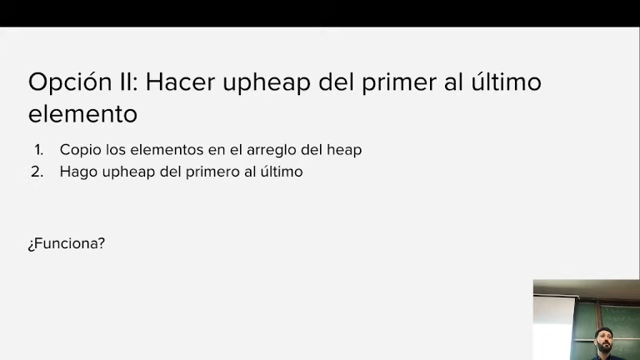 Opción II: Hacer upheap del primer al último
elemento
1. Copio los elementos en el arreglo del heap
2. Hago upheap del primero al último
¿Funciona?